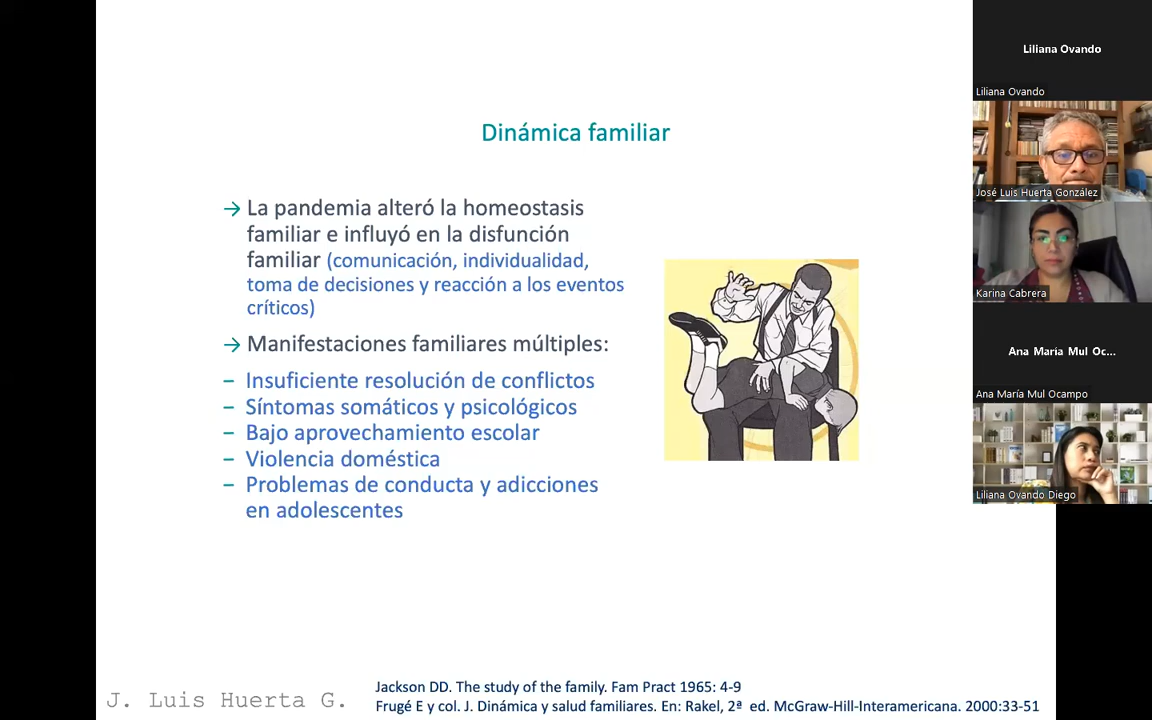 Dinámica familiar
→ La pandemia alteró la homeostasis
familiar e influyó en la disfunción
familiar (comunicación, individualidad,
toma de decisiones y reacción a los eventos
críticos)
→ Manifestaciones familiares múltiples:
– Insuficiente resolución de conflictos
– Síntomas somáticos y psicológicos
– Bajo aprovechamiento escolar
– Violencia doméstica
– Problemas de conducta y adicciones
en adolescentes
J. Luis Huerta G.
Jackson DD. The study of the family. Fam Pract 1965: 4-9
Frugé E y col. J. Dinámica y salud familiares. En: Rakel, 2ª ed. McGraw-Hill-Interamericana. 2000:33-51
Liliana Ovando
Liliana Ovando
José Luis Huerta González
Karina Cabrera
Ana María Mul Oc...
Ana María Mul Ocampo
Liliana Ovando Diego